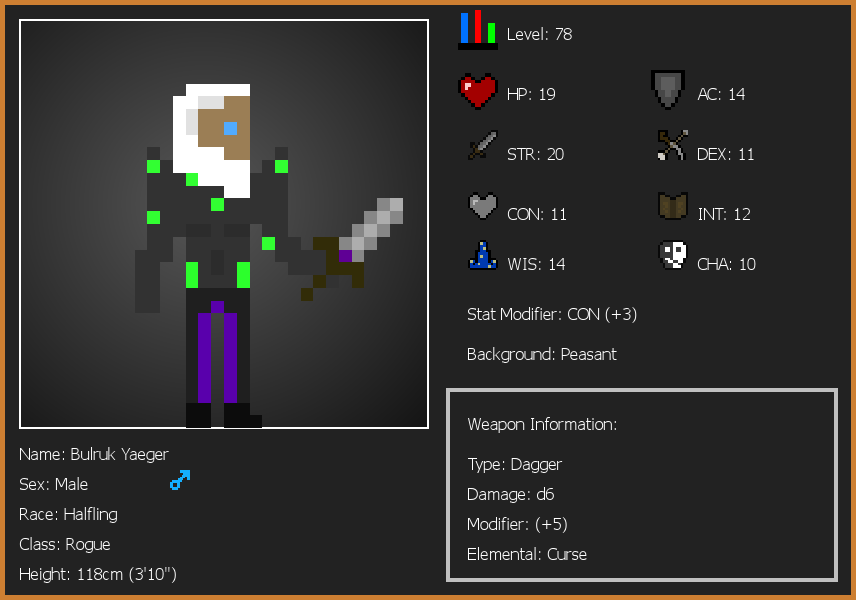 Level: 78
HP: 19
AC: 14
STR: 20
DEX: 11
CON: 11
INT: 12
WIS: 14
CHA: 10
Stat Modifier: CON (+3)
Background: Peasant
Weapon Information:
Type: Dagger
Damage: d6
Modifier: (+5)
Elemental: Curse
Name: Bulruk Yaeger
Sex: Male
Race: Halfling
Class: Rogue
Height: 118cm (3'10")